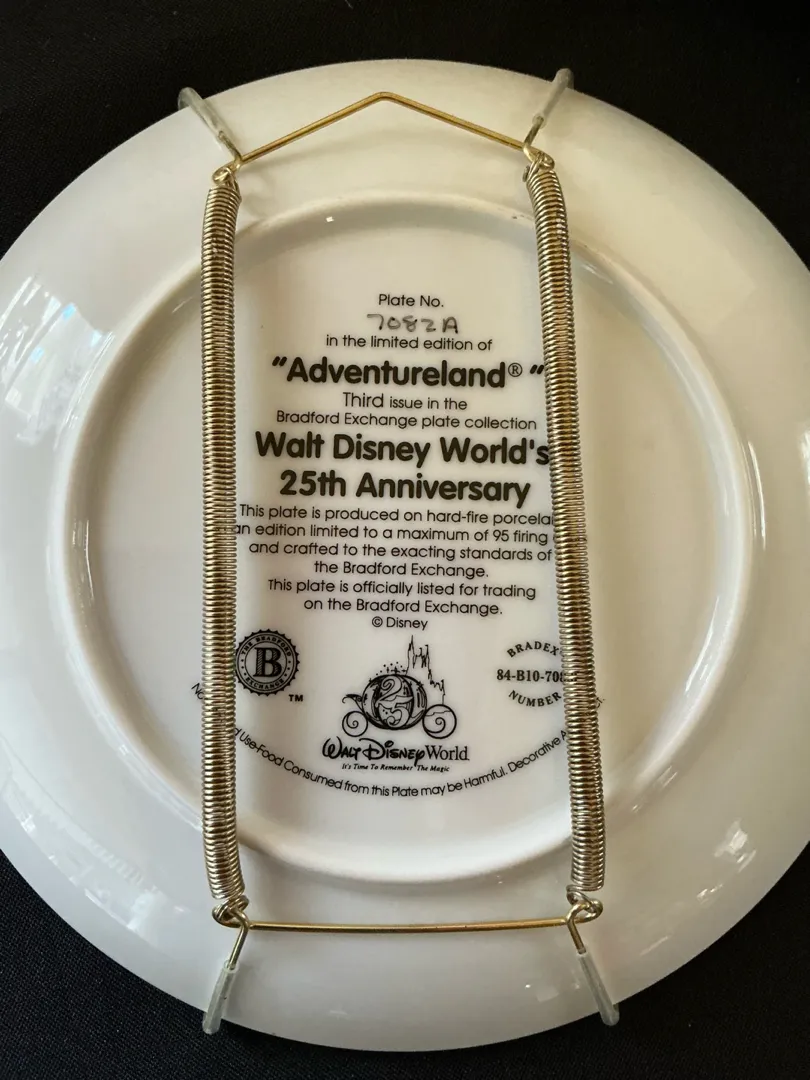 Plate No.
7082A
in the limited edition of
"Adventureland® "
Third issue in the
Bradford Exchange plate collection
Walt Disney World's
25th Anniversary
This plate is produced on hard-fire
an edition limited to a maximum of 95 firing
and crafted to the exacting standards of
the Bradford Exchange.
This plate is officially listed for trading
on the Bradford Exchange.
© Disney
THE BRADFORD
B
EXCHANGE
TM
BRADEX
84-B10-70
NUMBER
WALT DISNEY World
It's Time To Remember The Magic
Use-Food Consumed from this Plate may be Harmful. Decorative